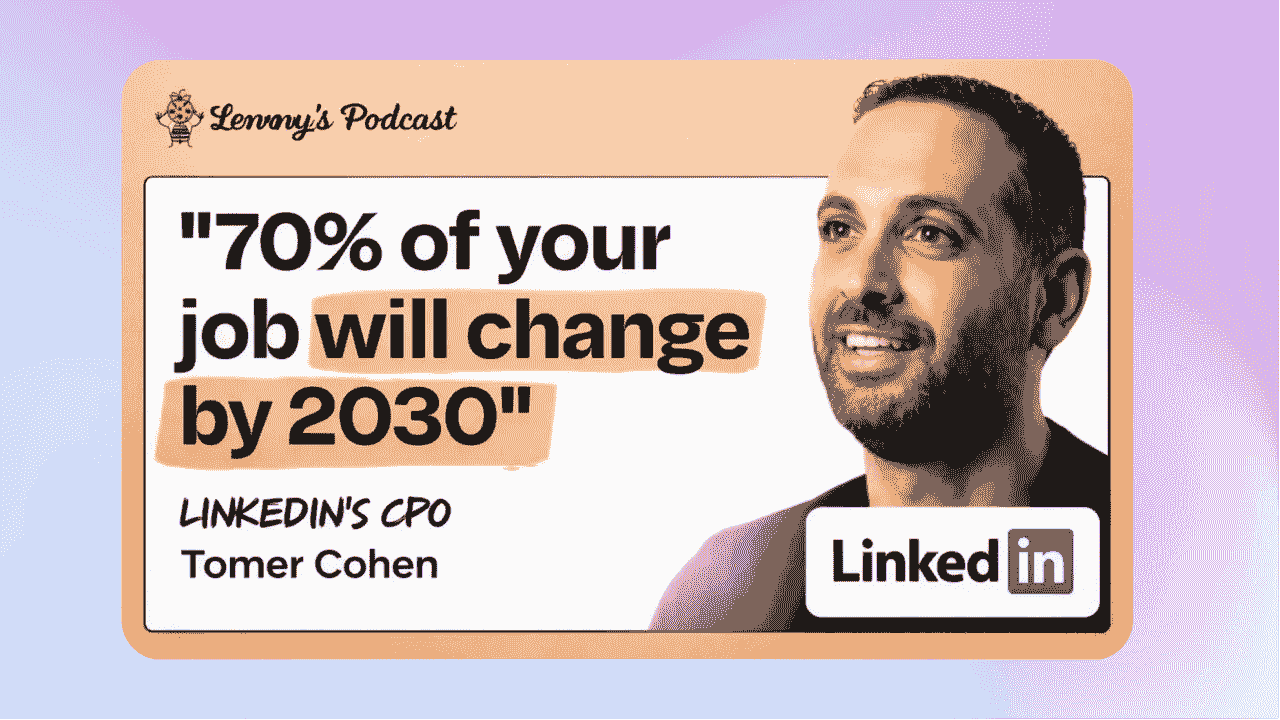 Lenny's Podcast
"70% of your
job will change
by 2030"
LINKEDIN'S CPO
Tomer Cohen
Linked in